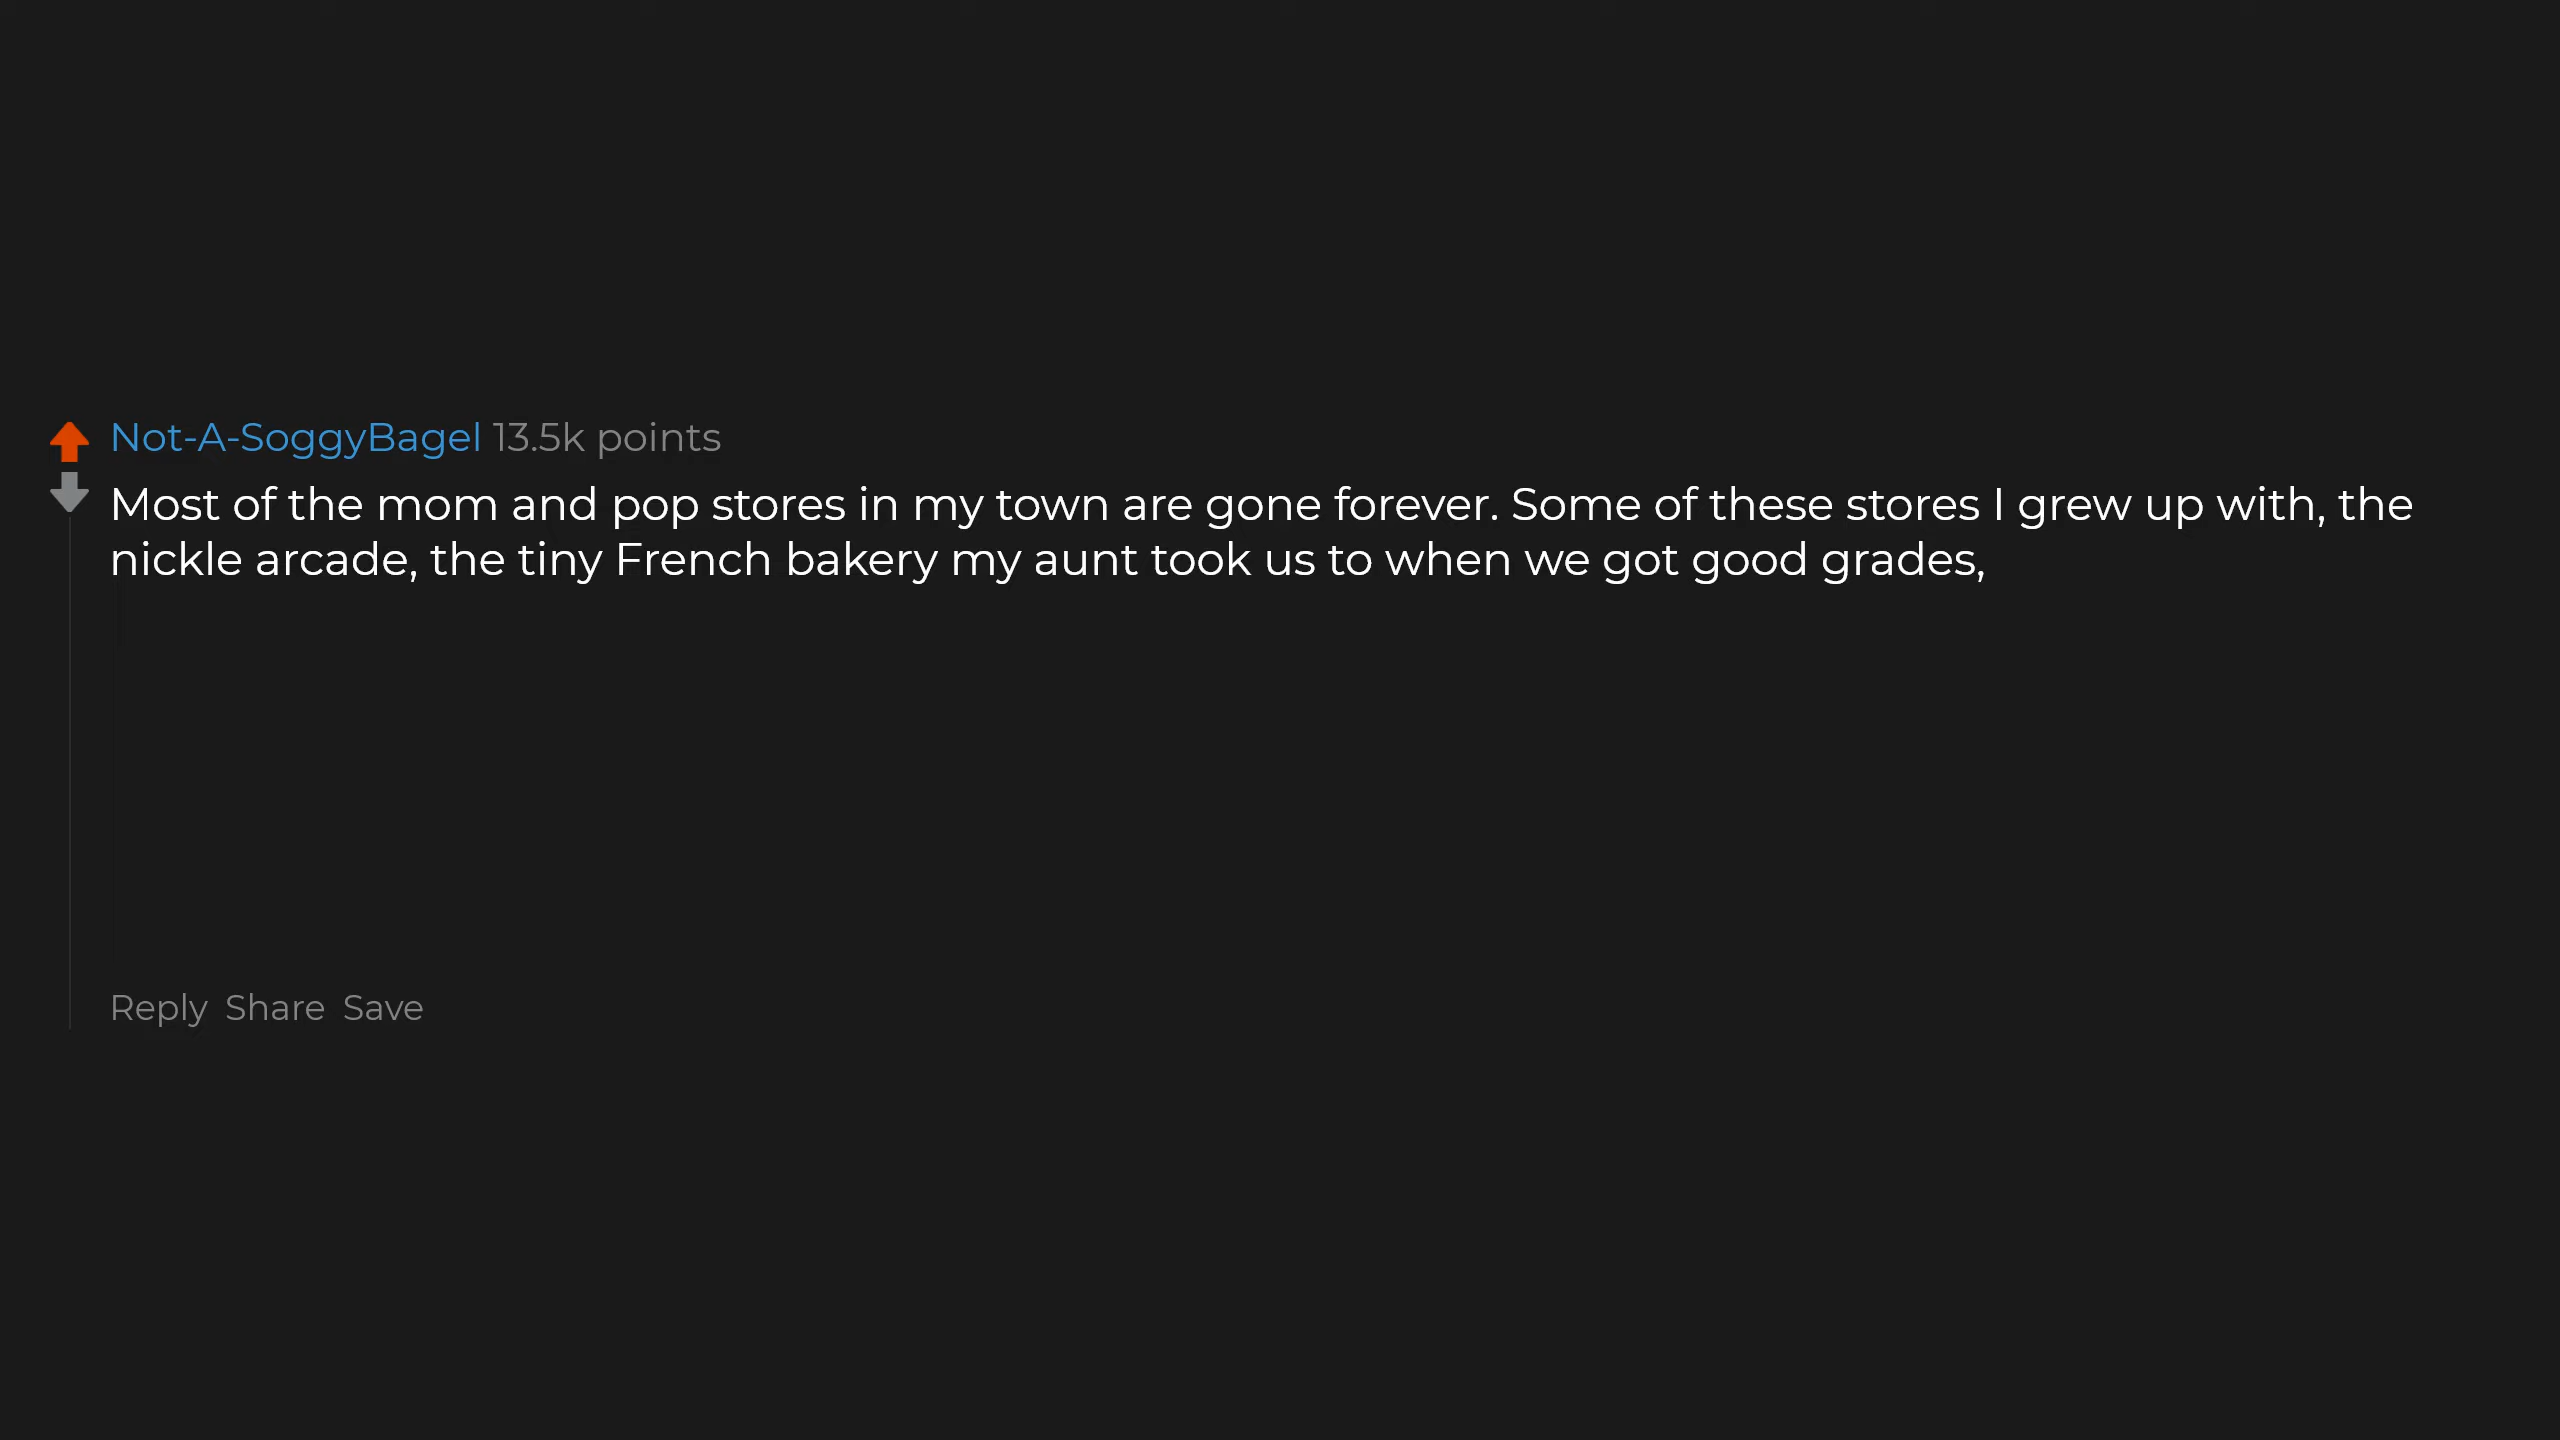 Not-A-SoggyBagel 13.5k points
Most of the mom and pop stores in my town are gone forever. Some of these stores I grew up with, the
nickle arcade, the tiny French bakery my aunt took us to when we got good grades,
Reply Share Save